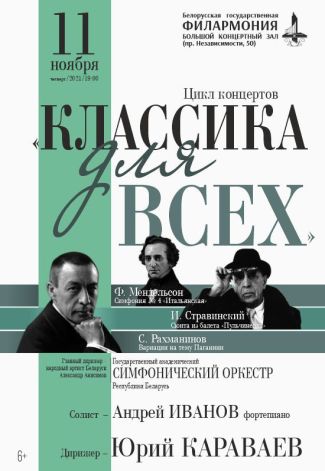 11
ноября
четверг / 2021 / 19:00
Белорусская государственная
ФИЛАРМОНИЯ
БОЛЬШОЙ КОНЦЕРТНЫЙ ЗАЛ
(пр. Независимости, 50)
Цикл концертов
«КЛАССИКА
для
ВСЕХ»
Ф. Мендельсон
Симфония № 4 «Итальянская»
И. Стравинский
Сюита из балета «Пульчинелла»
С. Рахманинов
Вариации на тему Паганини
Главный дирижер
народный артист Беларуси
Александр Анисимов
Государственный академический
СИМФОНИЧЕСКИЙ ОРКЕСТР
Республики Беларусь
Солист – Андрей ИВАНОВ фортепиано
6+
Дирижер – Юрий КАРАВАЕВ